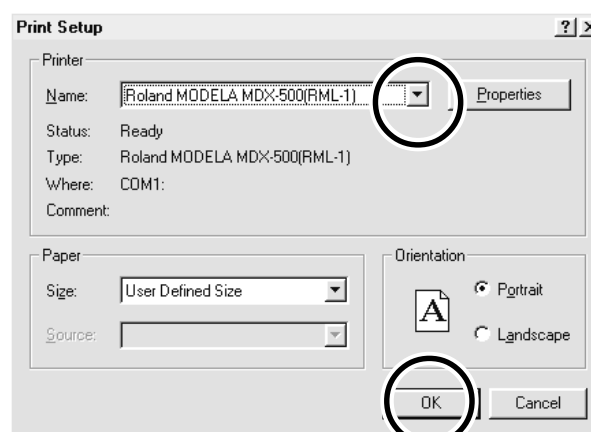 Print Setup
Printer
Name: Roland MODELA MDX-500(RML-1) Properties
Status: Ready
Type: Roland MODELA MDX-500(RML-1)
Where: COM1:
Comment:
Paper
Size: User Defined Size
Source:
Orientation
A
Portrait
Landscape
OK Cancel